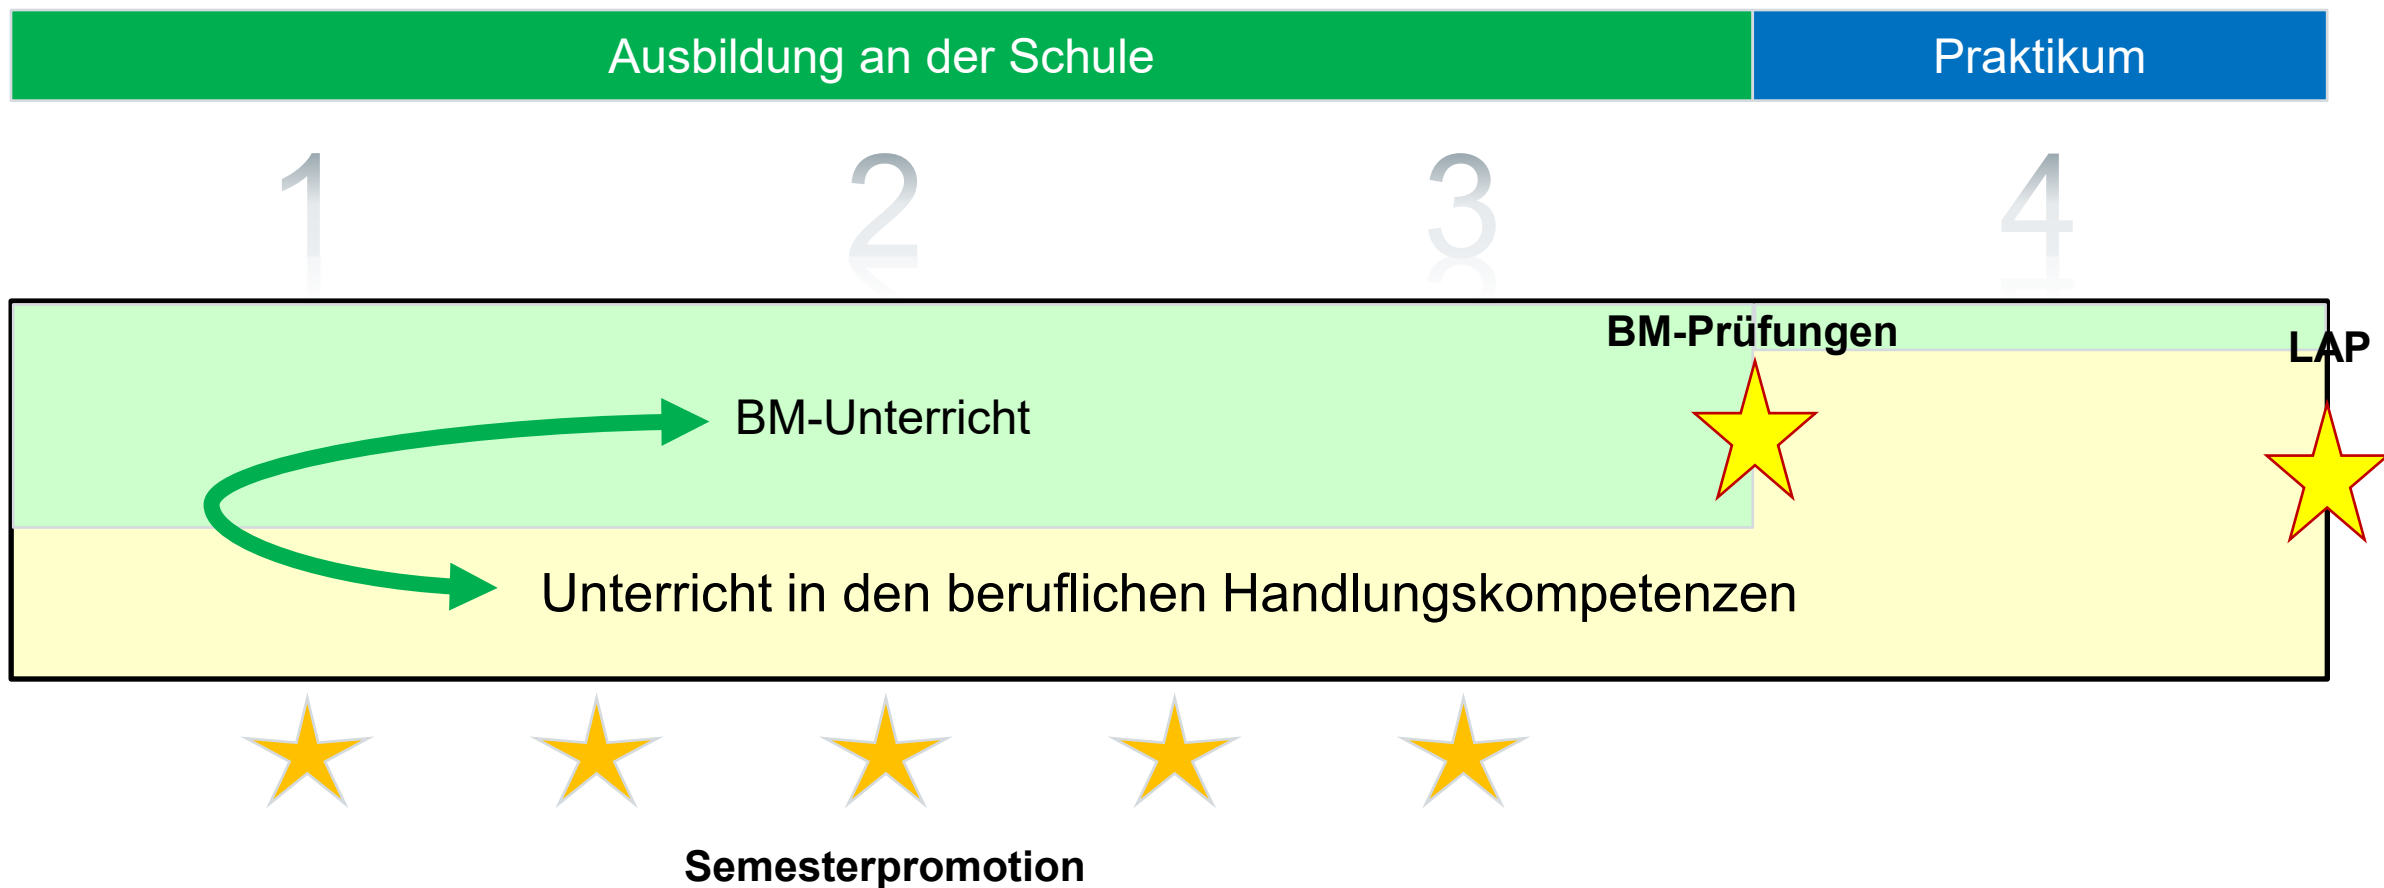 Ausbildung an der Schule
Praktikum
1
2
3
4
BM-Prüfungen
LAP
BM-Unterricht
Unterricht in den beruflichen Handlungskompetenzen
Semesterpromotion